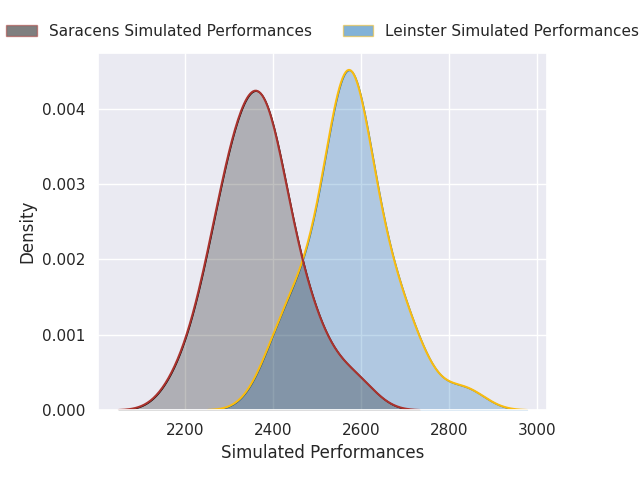 Saracens Simulated Performances Leinster Simulated Performances
0.004
0.003
0.002
0.001
0.000
Density
2200 2400 2600 2800 3000
Simulated Performances